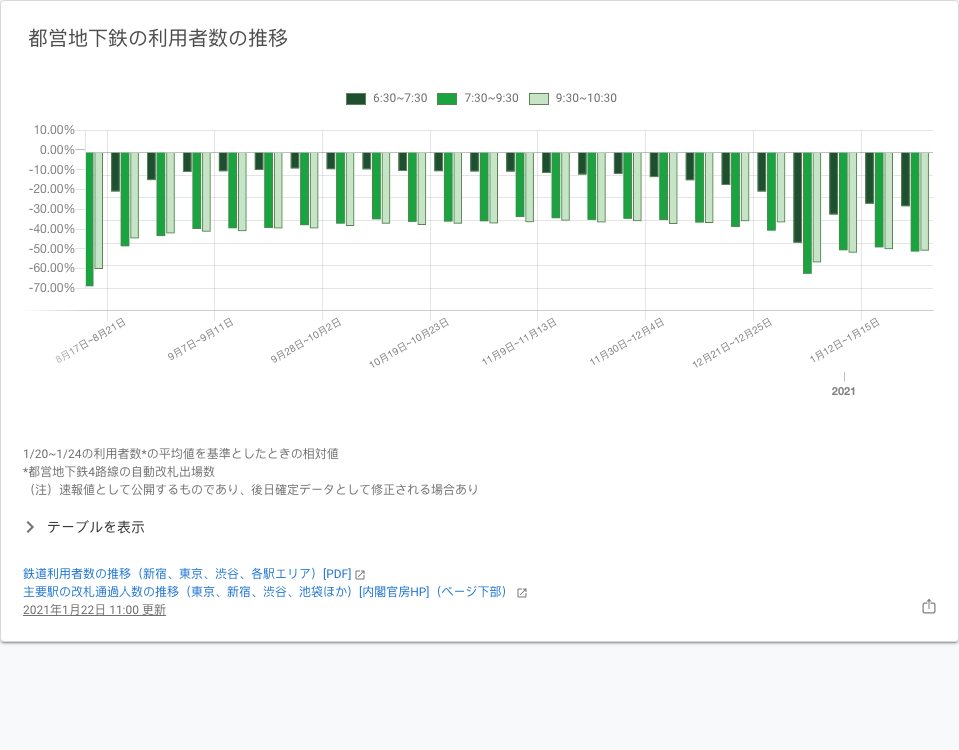 都営地下鉄の利用者数の推移
6:30~7:30 7:30~9:30 9:30~10:30
10.00%
0.00%
-10.00%
-20.00%
-30.00%
-40.00%
-50.00%
-60.00%
-70.00%
8月17日~8月21日 9月7日~9月11日 9月28日~10月2日 10月19日~10月23日 11月9日~11月13日 11月30日~12月4日 12月21日~12月25日 1月12日~1月15日
2021
1/20~1/24の利用者数*の平均値を基準としたときの相対値
*都営地下鉄4路線の自動改札出場数
（注）速報値として公開するものであり、後日確定データとして修正される場合あり
テーブルを表示
鉄道利用者数の推移（新宿、東京、渋谷、各駅エリア）[PDF]
主要駅の改札通過人数の推移（東京、新宿、渋谷、池袋ほか）[内閣官房HP]（ページ下部）
2021年1月22日 11:00 更新